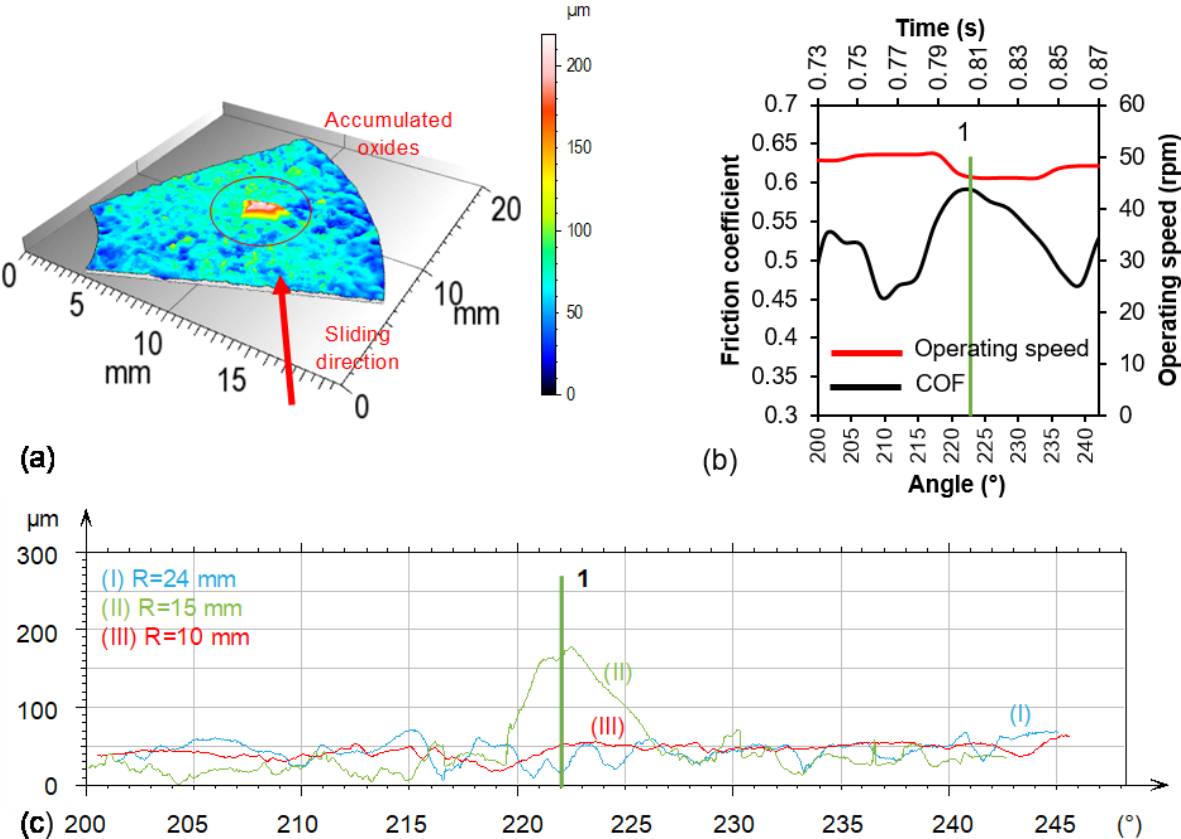 µm
200
150
100
50
0
Accumulated
oxides
20
10
mm
0
0
5
10
mm
15
Sliding
direction
(a)
Time (s)
0.73 0.75 0.77 0.79 0.81 0.83 0.85 0.87
0.7
0.65
0.6
0.55
0.5
0.45
0.4
0.35
0.3
Friction coefficient
1
60
50
40
30
20
10
0
Operating speed (rpm)
Operating speed
COF
200 205 210 215 220 225 230 235 240
Angle (°)
(b)
µm
300
200
100
0
(I) R=24 mm
(II) R=15 mm
(III) R=10 mm
1
(II)
(III)
(I)
(c) 200 205 210 215 220 225 230 235 240 245 (°)